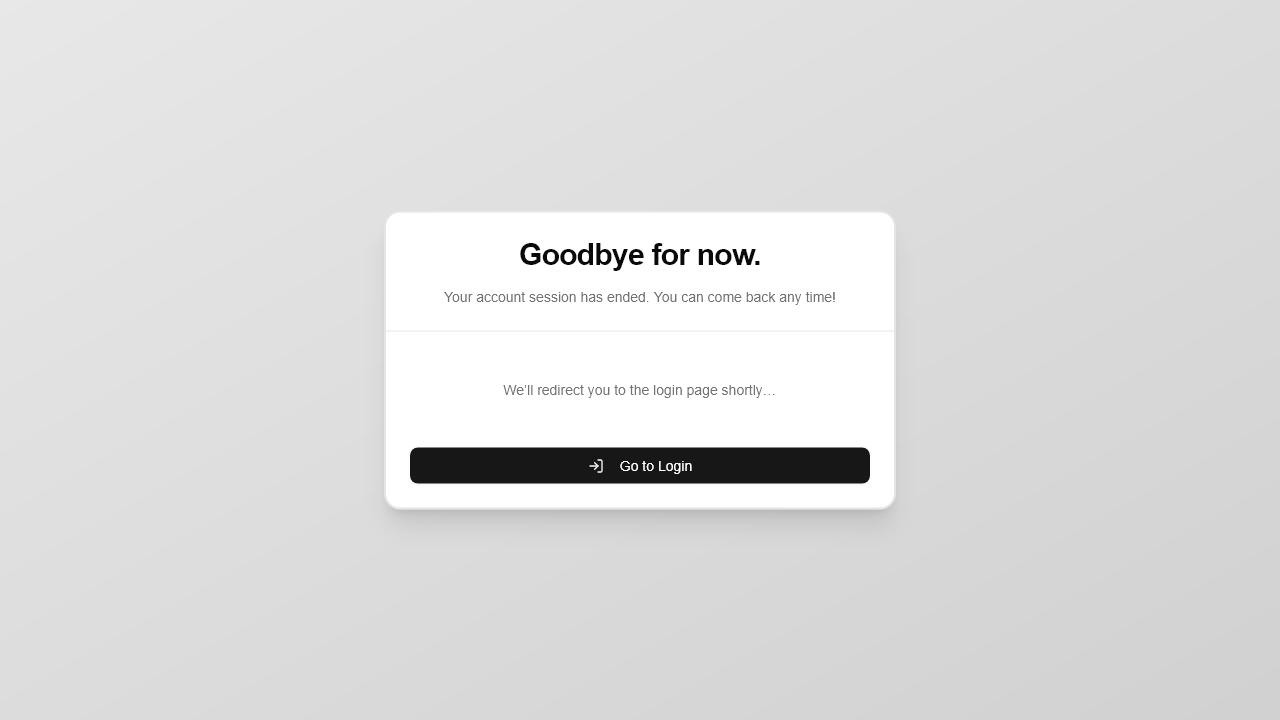 Goodbye for now.
Your account session has ended. You can come back any time!
We'll redirect you to the login page shortly…
Go to Login